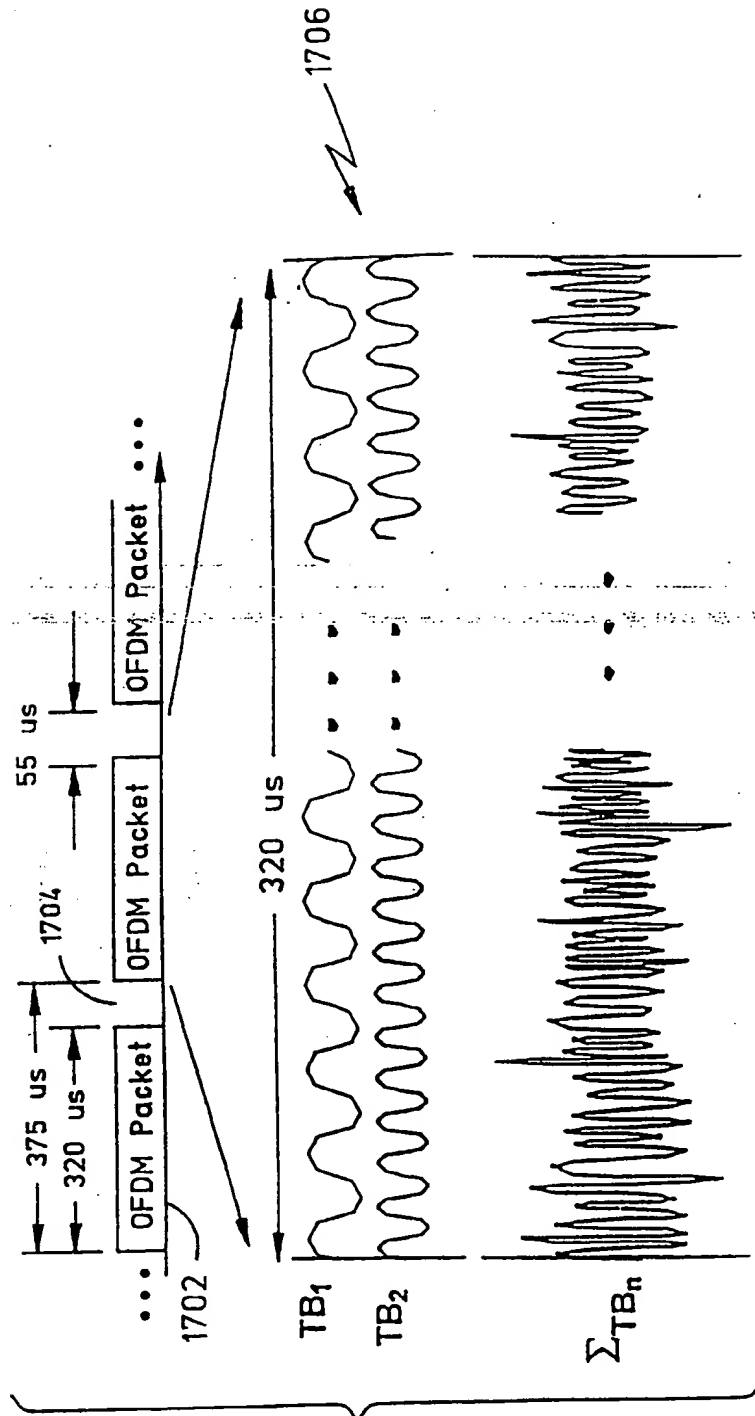 375 us
320 us
1704
55 us
••• OFDM Packet OFDM Packet OFDM Packet •••
1702
320 us
1706
TB1
TB2
ΣTBn